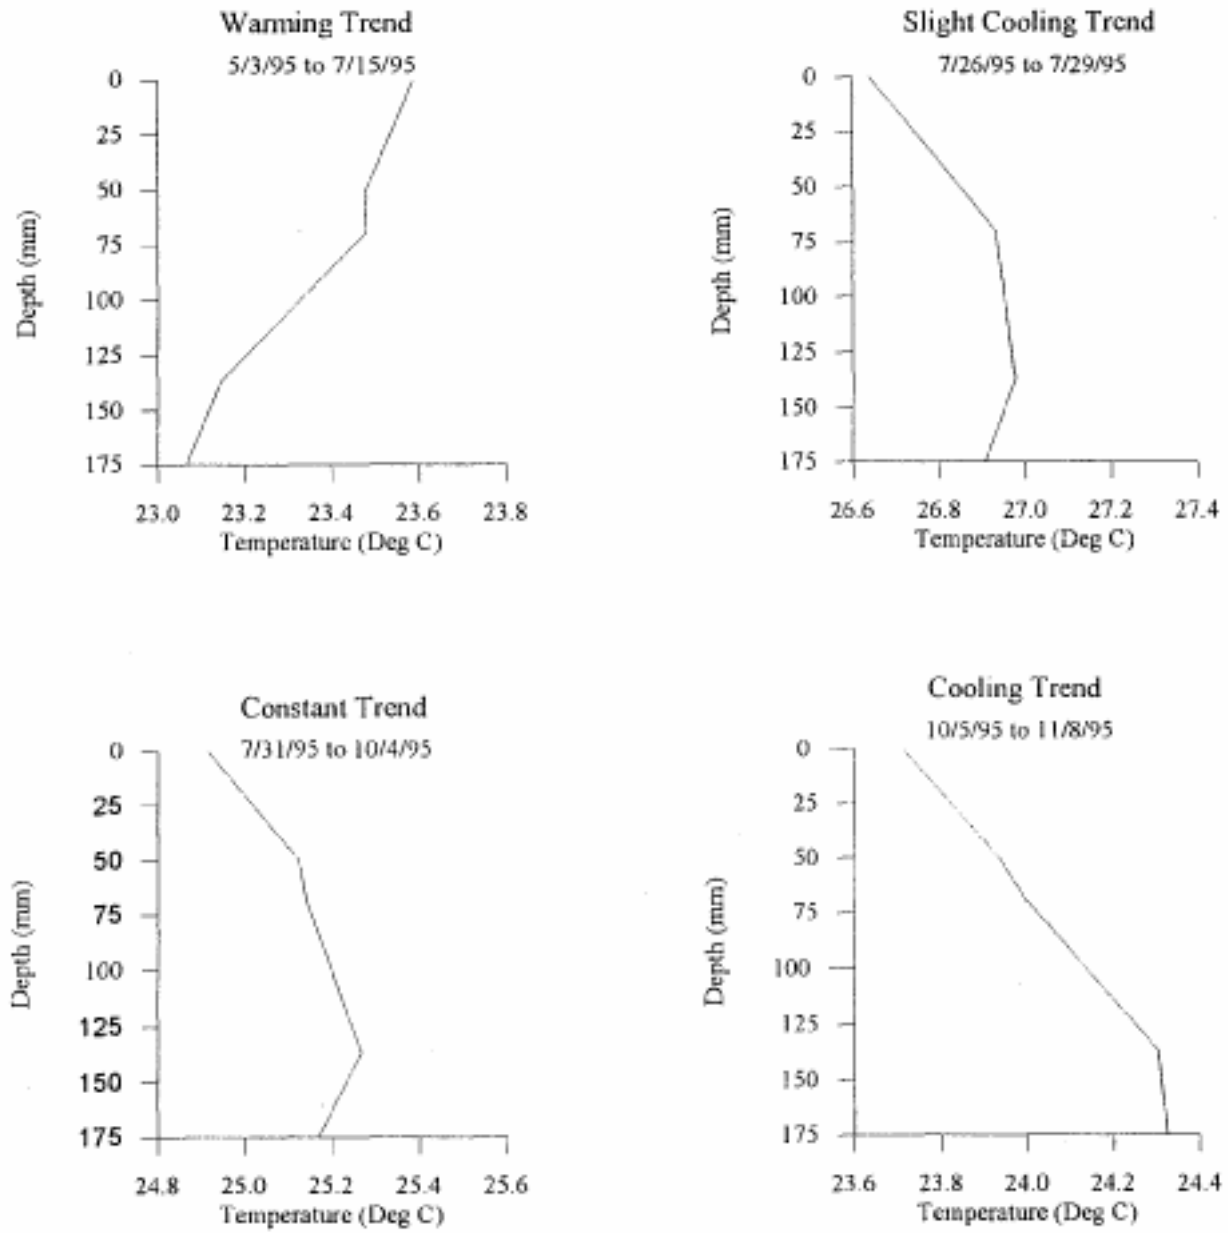 Warming Trend
5/3/95 to 7/15/95
0
25
50
75
100
125
150
175
Depth (mm)
23.0 23.2 23.4 23.6 23.8
Temperature (Deg C)
Slight Cooling Trend
7/26/95 to 7/29/95
0
25
50
75
100
125
150
175
Depth (mm)
26.6 26.8 27.0 27.2 27.4
Temperature (Deg C)
Constant Trend
7/31/95 to 10/4/95
0
25
50
75
100
125
150
175
Depth (mm)
24.8 25.0 25.2 25.4 25.6
Temperature (Deg C)
Cooling Trend
10/5/95 to 11/8/95
0
25
50
75
100
125
150
175
Depth (mm)
23.6 23.8 24.0 24.2 24.4
Temperature (Deg C)